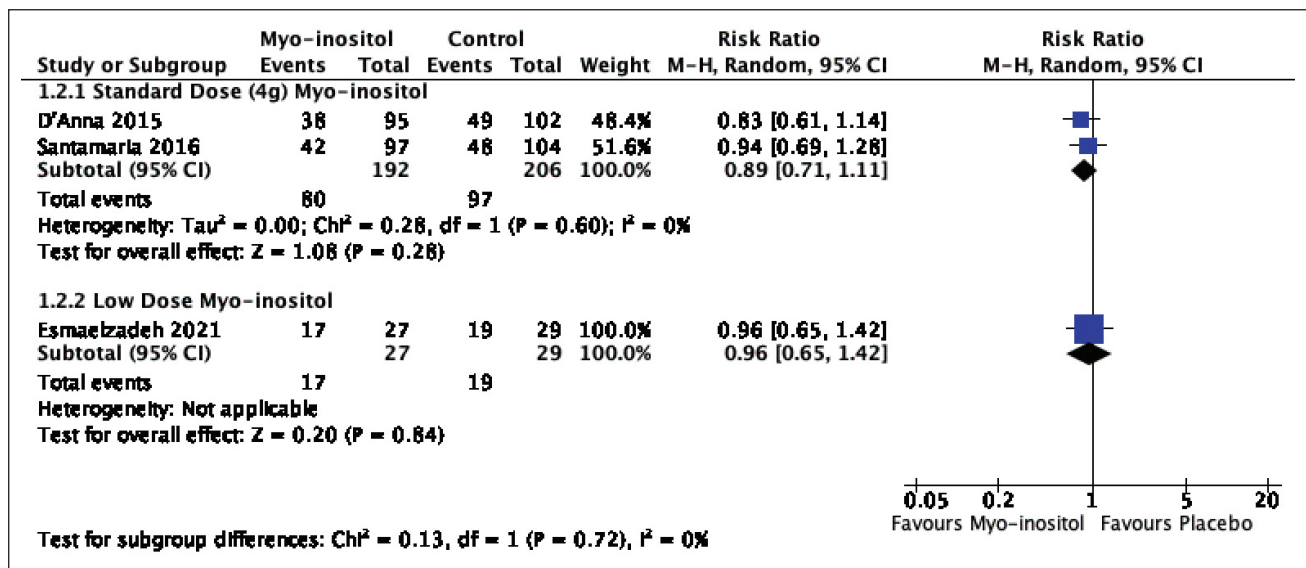 Myo-inositol Control Risk Ratio Risk Ratio
Study or Subgroup Events Total Events Total Weight M-H, Random, 95% CI M-H, Random, 95% CI
1.2.1 Standard Dose (4g) Myo-inositol
D'Anna 2015 38 95 49 102 48.4% 0.83 [0.61, 1.14]
Santamaria 2016 42 97 48 104 51.6% 0.94 [0.69, 1.28]
Subtotal (95% CI) 192 206 100.0% 0.89 [0.71, 1.11]
Total events 80 97
Heterogeneity: Tau² = 0.00; Chi² = 0.28, df = 1 (P = 0.60); I² = 0%
Test for overall effect: Z = 1.08 (P = 0.28)
1.2.2 Low Dose Myo-inositol
Esmaelzadeh 2021 17 27 19 29 100.0% 0.96 [0.65, 1.42]
Subtotal (95% CI) 27 29 100.0% 0.96 [0.65, 1.42]
Total events 17 19
Heterogeneity: Not applicable
Test for overall effect: Z = 0.20 (P = 0.84)
0.05 0.2 1 5 20
Favours Myo-inositol Favours Placebo
Test for subgroup differences: Chi² = 0.13, df = 1 (P = 0.72), I² = 0%